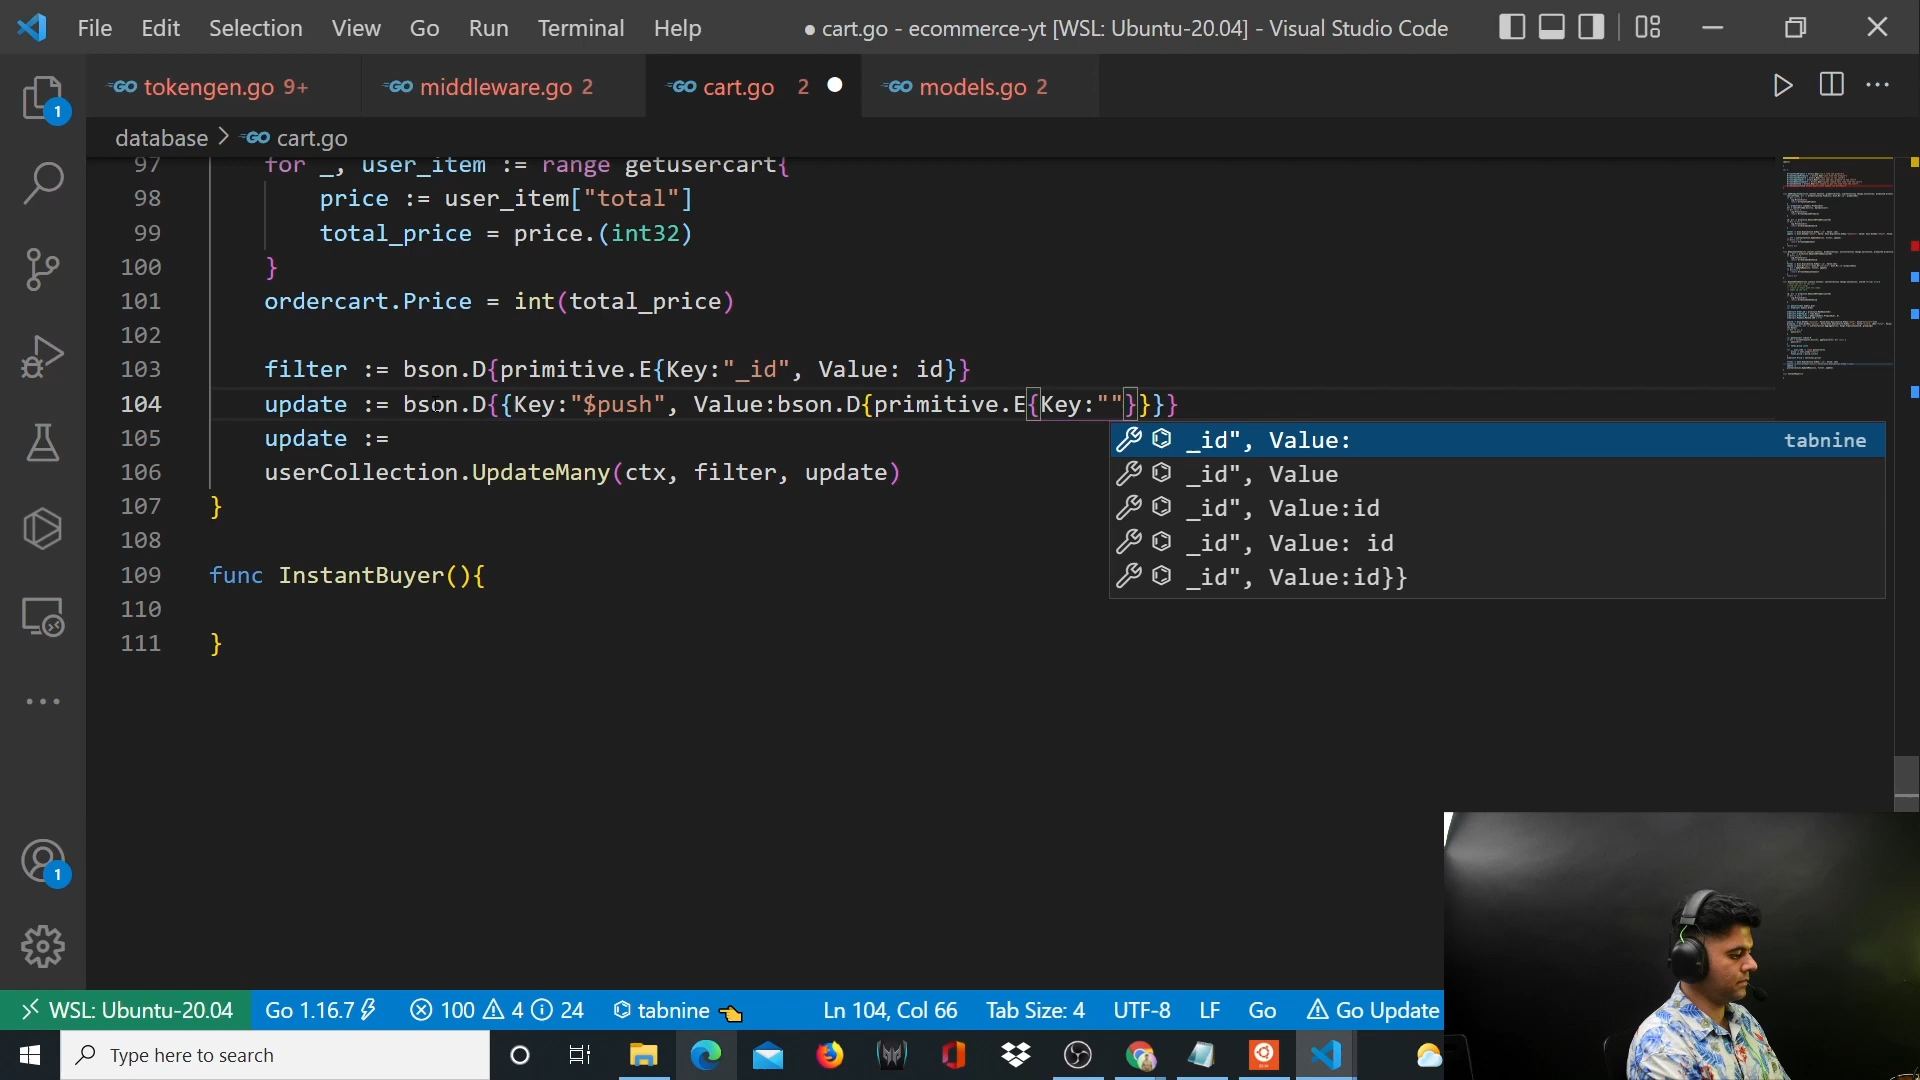 File Edit Selection View Go Run Terminal Help
● cart.go - ecommerce-yt [WSL: Ubuntu-20.04] - Visual Studio Code
tokengen.go 9+ middleware.go 2 cart.go 2 models.go 2
database > cart.go
97 for _, user_item := range getusercart{
98 price := user_item["total"]
99 total_price = price.(int32)
100 }
101 ordercart.Price = int(total_price)
102
103 filter := bson.D{primitive.E{Key:"_id", Value: id}}
104 update := bson.D{{Key:"$push", Value:bson.D{primitive.E{Key:""}}}}
105 update :=
106 userCollection.UpdateMany(ctx, filter, update)
107 }
108
109 func InstantBuyer(){
110
111 }
_id", Value: tabnine
_id", Value
_id", Value:id
_id", Value: id
_id", Value:id}}
1
1
WSL: Ubuntu-20.04 Go 1.16.7 100 4 24 tabnine Ln 104, Col 66 Tab Size: 4 UTF-8 LF Go Go Update
Type here to search